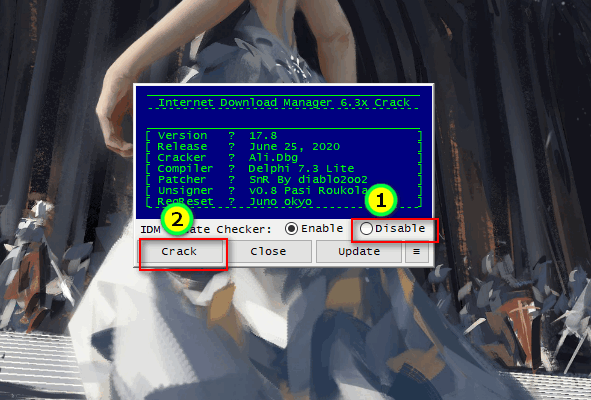 Internet Download Manager 6.3x Crack
[ Version ? 17.8 ]
[ Release ? June 25, 2020 ]
[ Cracker ? Ali.Dbg ]
[ Compiler ? Delphi 7.3 Lite ]
[ Patcher ? SnR By diablo2oo2 ]
[ Unsigner ? v0.8 Pasi Roukola
[ RegReset ? Juno okyo ]
1
2
IDM ate Checker: Enable Disable
Crack Close Update ≡